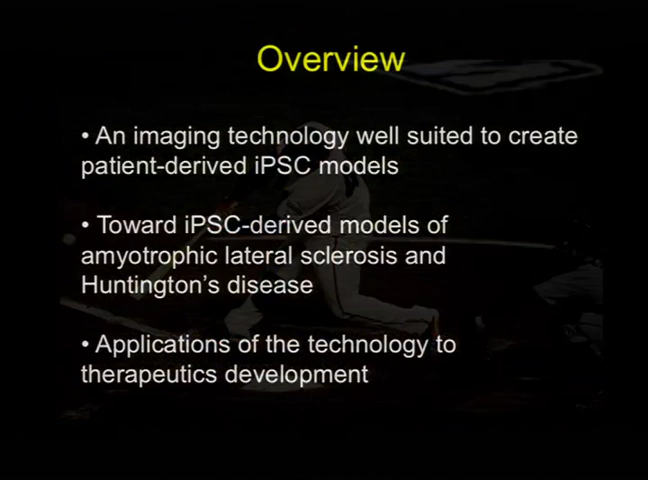 Overview
• An imaging technology well suited to create
patient-derived iPSC models
• Toward iPSC-derived models of
amyotrophic lateral sclerosis and
Huntington's disease
• Applications of the technology to
therapeutics development